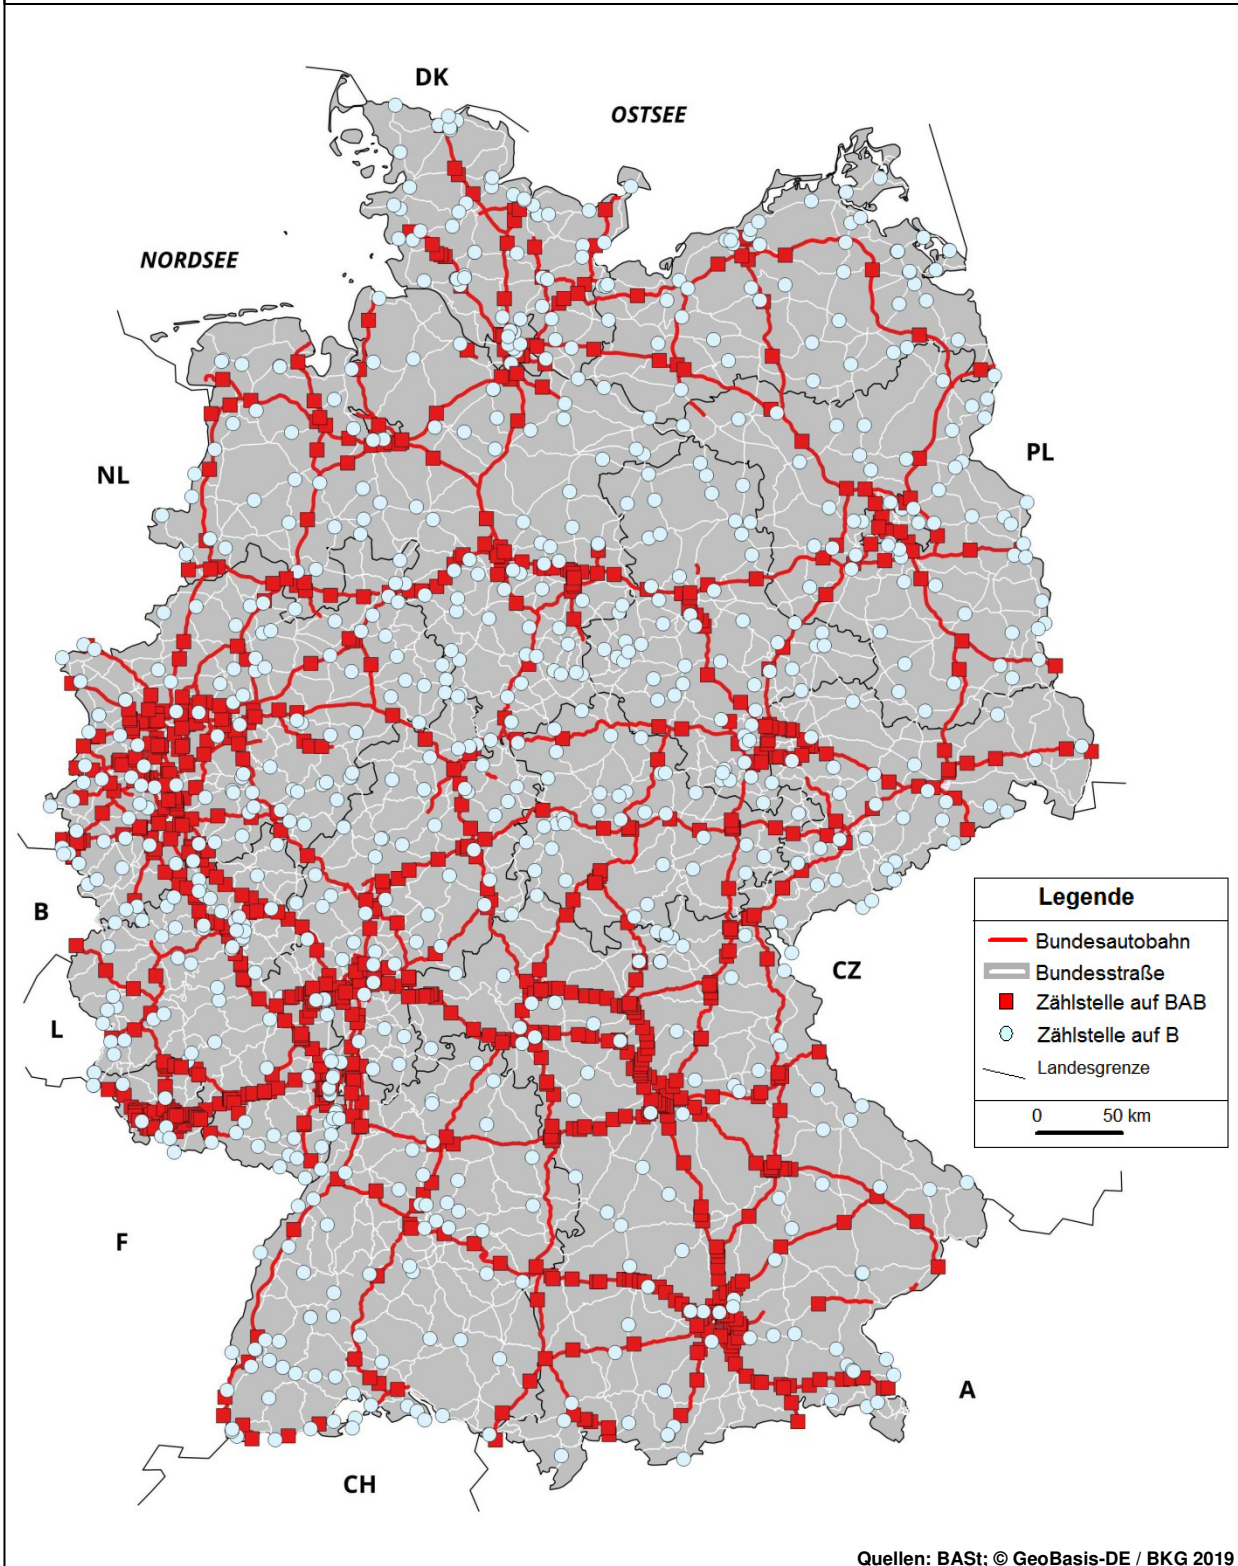 DK
OSTSEE
NORDSEE
NL
PL
B
L
CZ
F
A
CH
Legende
Bundesautobahn
Bundesstraße
Zählstelle auf BAB
Zählstelle auf B
Landesgrenze
0 50 km
Quellen: BASt; © GeoBasis-DE / BKG 2019